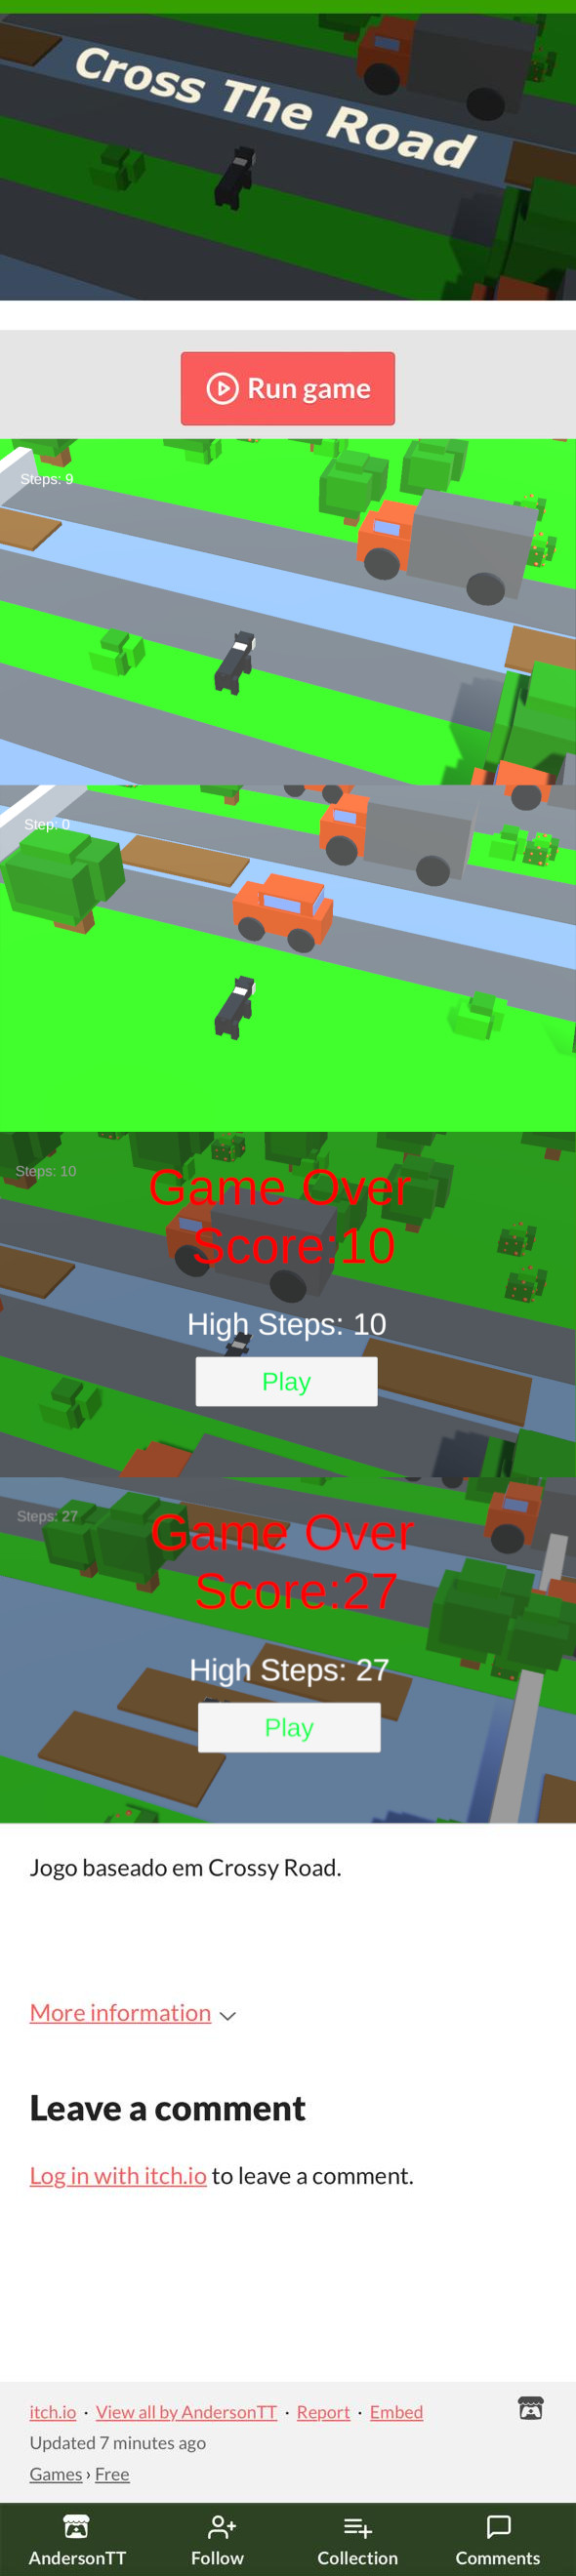 Cross The Road
Run game
Steps: 9
Step: 0
Steps: 10
Game Over
Score:10
High Steps: 10
Play
Steps: 27
Game Over
Score:27
High Steps: 27
Play
Jogo baseado em Crossy Road.
More information
Leave a comment
Log in with itch.io to leave a comment.
itch.io · View all by AndersonTT · Report · Embed
Updated 7 minutes ago
Games › Free
AndersonTT Follow Collection Comments